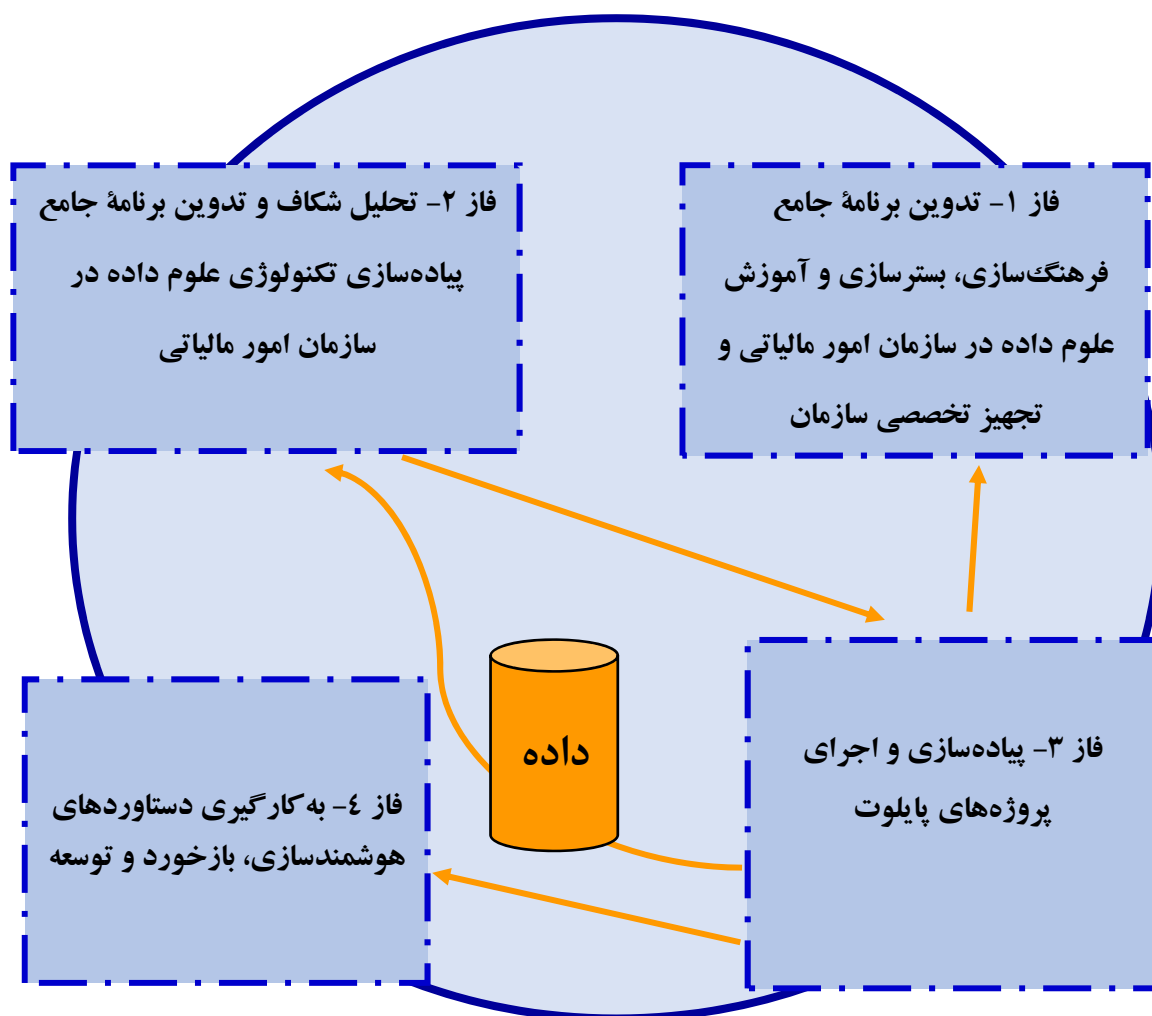 فاز ۱- تدوین برنامۀ جامع
فرهنگ‌سازی، بسترسازی و آموزش
علوم داده در سازمان امور مالیاتی و
تجهیز تخصصی سازمان
فاز ۲- تحلیل شکاف و تدوین برنامۀ جامع
پیاده‌سازی تکنولوژی علوم داده در
سازمان امور مالیاتی
فاز ۳- پیاده‌سازی و اجرای
پروژه‌های پایلوت
داده
فاز ٤- به‌کارگیری دستاوردهای
هوشمندسازی، بازخورد و توسعه